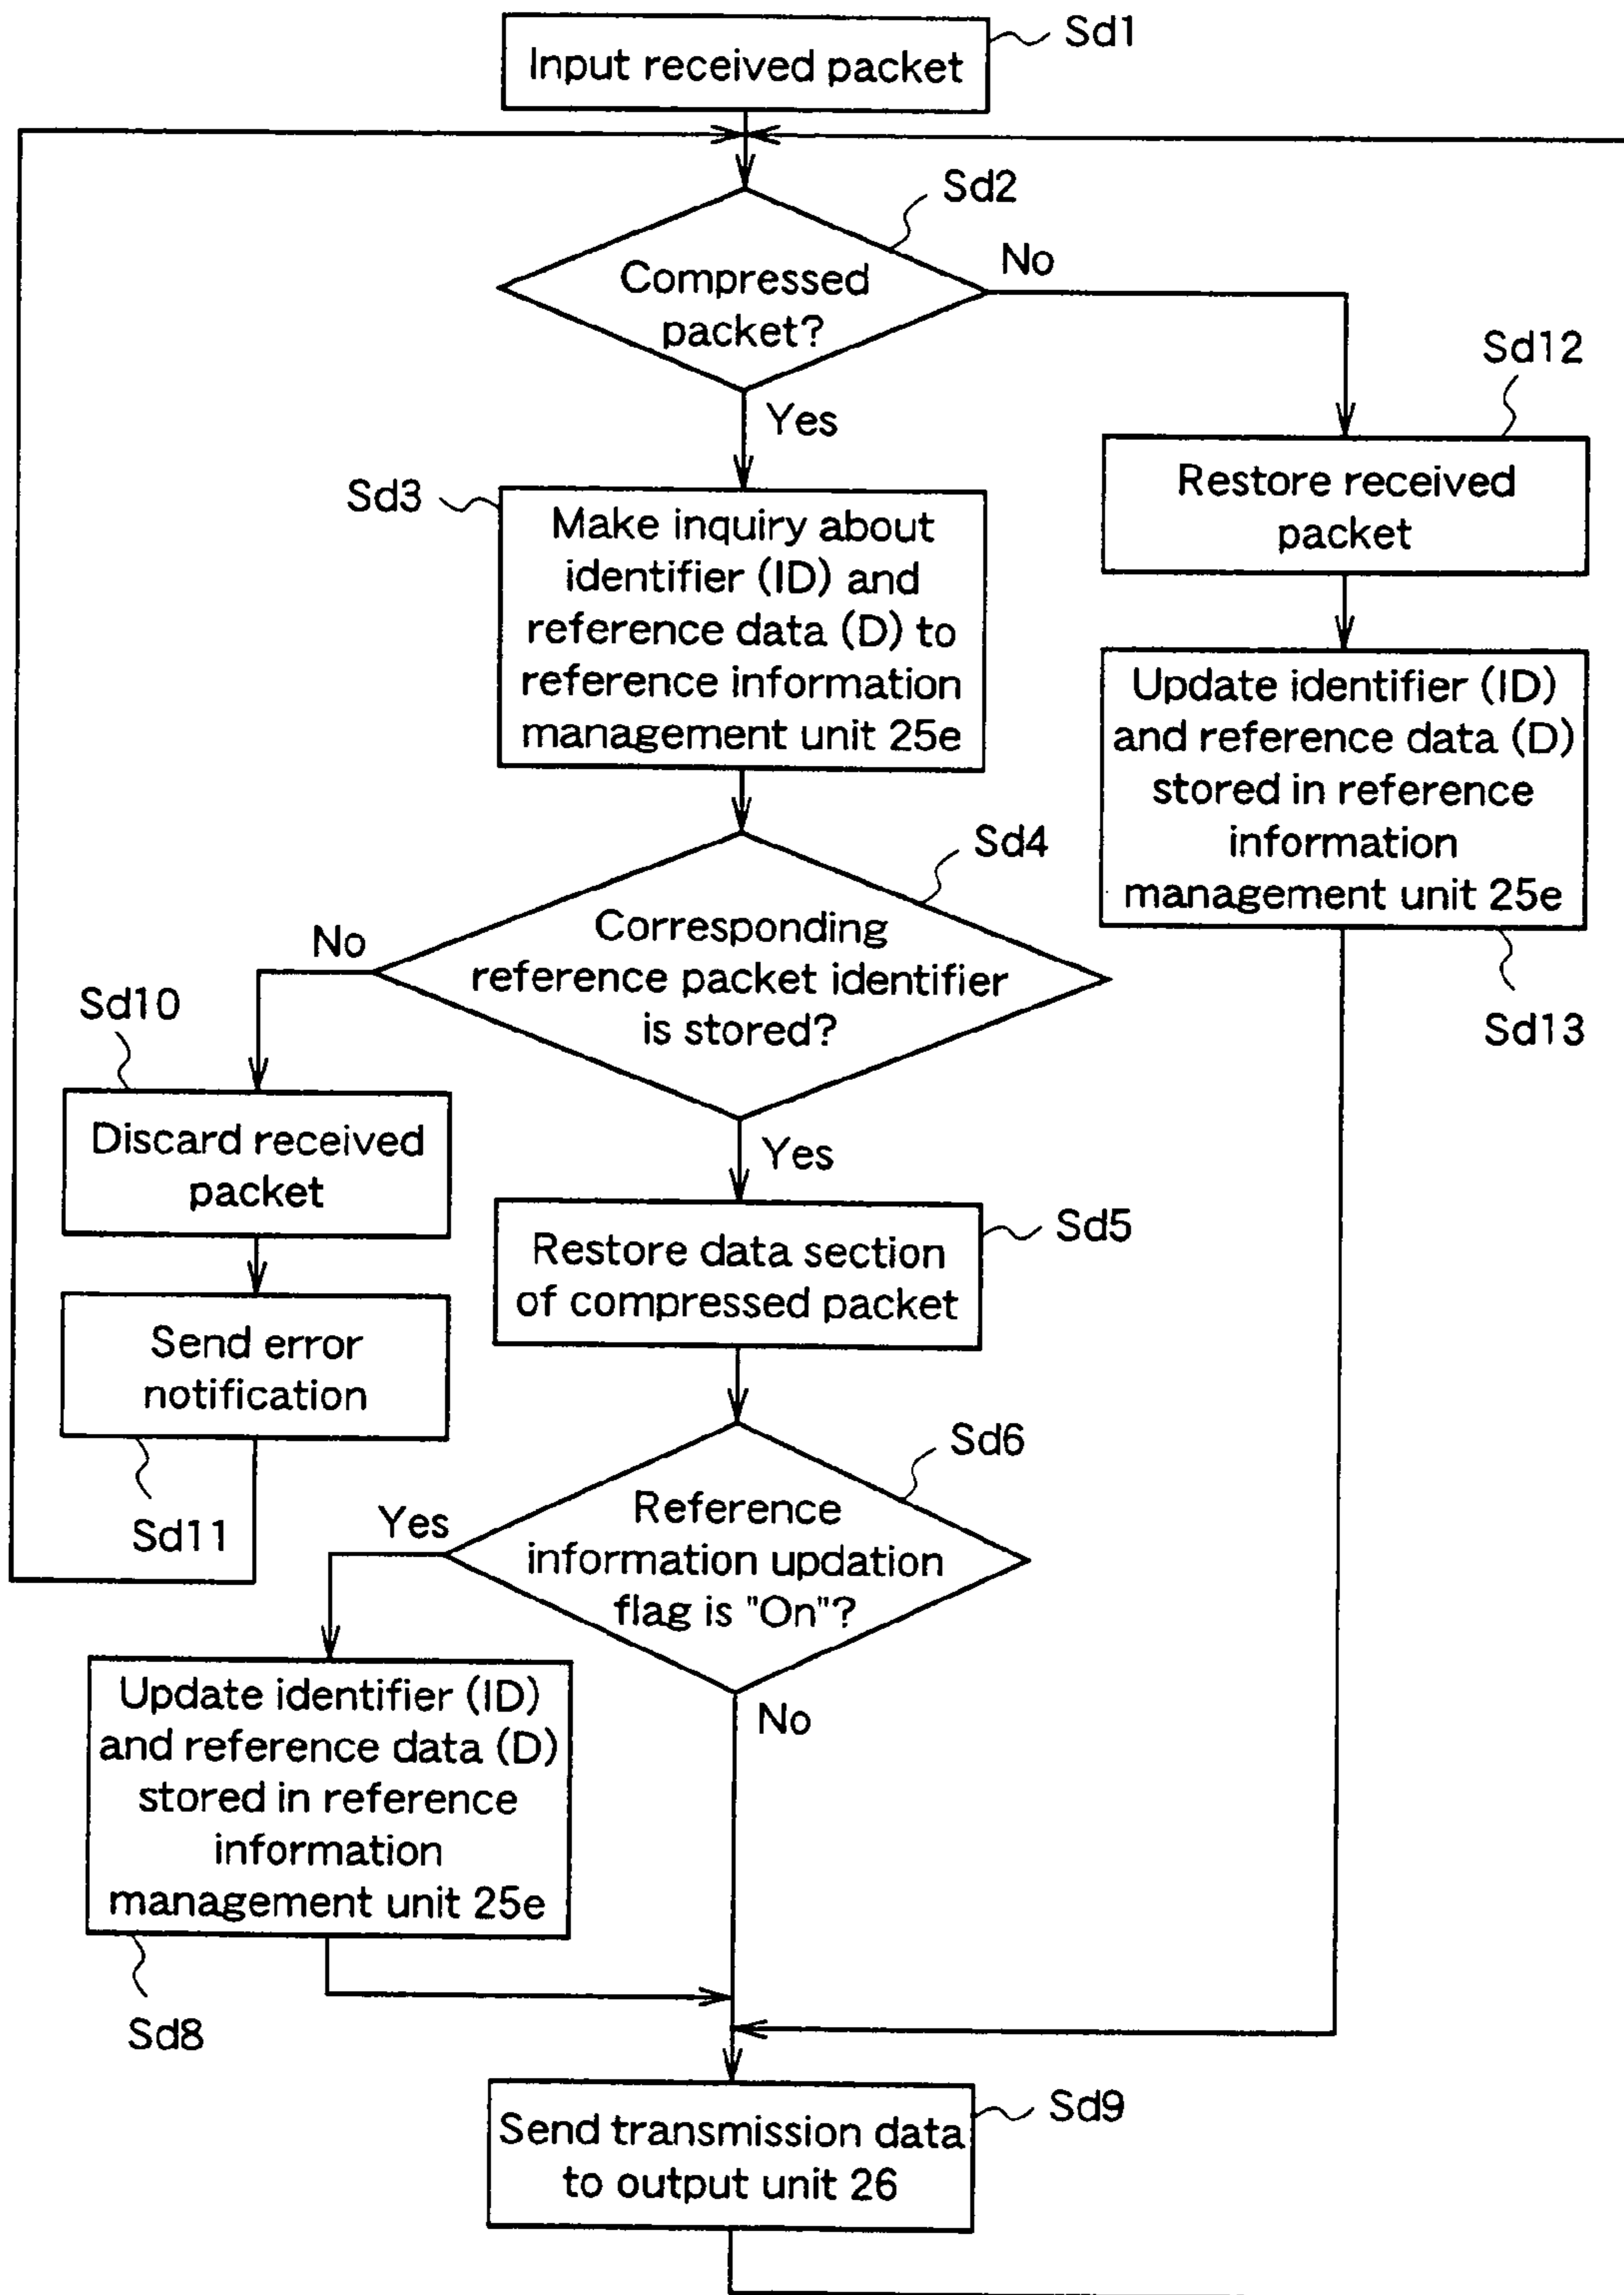 Sd1
Input received packet
Sd2
Compressed
packet?
No
Yes
Sd12
Restore received
packet
Sd3
Make inquiry about
identifier (ID) and
reference data (D) to
reference information
management unit 25e
Update identifier (ID)
and reference data (D)
stored in reference
information
management unit 25e
Sd13
Sd4
Corresponding
reference packet identifier
is stored?
No
Yes
Sd10
Discard received
packet
Send error
notification
Sd11
Restore data section
of compressed packet
Sd5
Sd6
Reference
information updation
flag is "On"?
Yes
No
Update identifier (ID)
and reference data (D)
stored in reference
information
management unit 25e
Sd8
Sd9
Send transmission data
to output unit 26